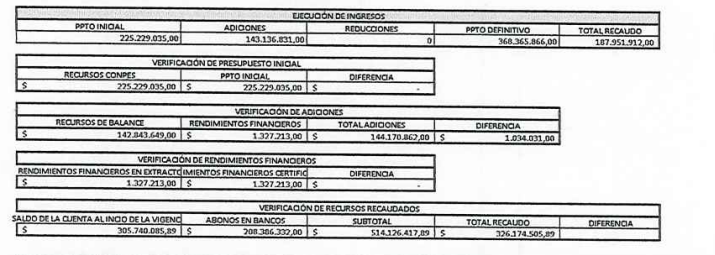 EJECUCIÓN DE INGRESOS
PPTO INICIAL ADICIONES REDUCCIONES PPTO DEFINITIVO TOTAL RECAUDO
225.229.035,00 143.136.831,00 0 368.365.866,00 187.951.912,00
VERIFICACIÓN DE PRESUPUESTO INICIAL
RECURSOS CONPES PPTO INICIAL DIFERENCIA
$ 225.229.035,00 $ 225.229.035,00 $ -
VERIFICACIÓN DE ADICIONES
RECURSOS DE BALANCE RENDIMIENTOS FINANCIEROS TOTAL ADICIONES DIFERENCIA
$ 142.843.649,00 $ 1.327.213,00 $ 144.170.862,00 $ 1.034.031,00
VERIFICACIÓN DE RENDIMIENTOS FINANCIEROS
RENDIMIENTOS FINANCIEROS EN EXTRACTO IMIENTOS FINANCIEROS CERTIFIC DIFERENCIA
$ 1.327.213,00 $ 1.327.213,00 $ -
VERIFICACIÓN DE RECURSOS RECAUDADOS
SALDO DE LA CUENTA AL INICIO DE LA VIGENC ABONOS EN BANCOS SUBTOTAL TOTAL RECAUDO DIFERENCIA
$ 305.740.085,89 $ 208.386.332,00 $ 514.126.417,89 $ 326.174.505,89